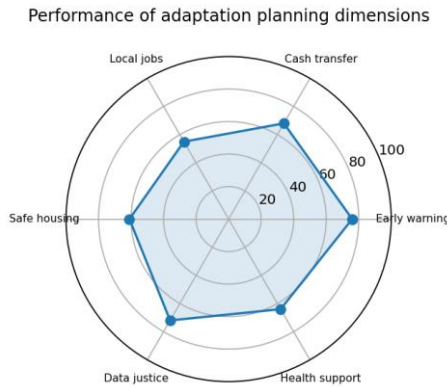 Performance of adaptation planning dimensions
Local jobs
Cash transfer
100
80
60
40
20
Safe housing
Early warning
Data justice
Health support